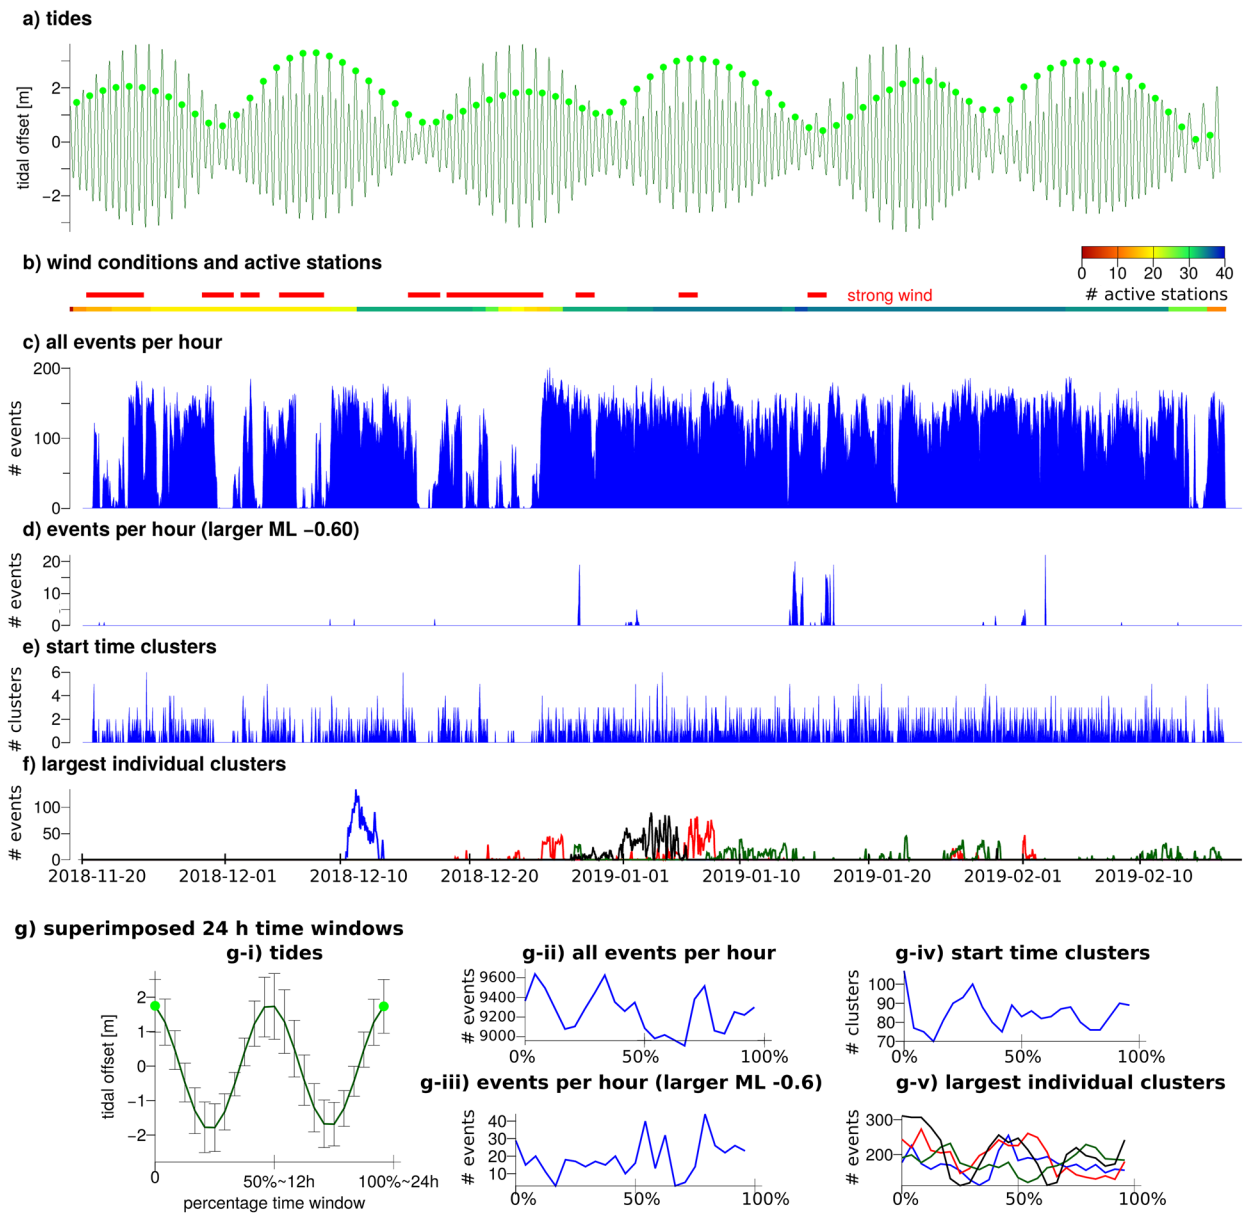 a) tides
tidal offset [m]
2
0
−2
b) wind conditions and active stations
0 10 20 30 40
# active stations
strong wind
c) all events per hour
# events
200
100
0
d) events per hour (larger ML −0.60)
# events
20
10
0
e) start time clusters
# clusters
6
4
2
0
f) largest individual clusters
# events
100
50
0
2018-11-20 2018-12-01 2018-12-10 2018-12-20 2019-01-01 2019-01-10 2019-01-20 2019-02-01 2019-02-10
g) superimposed 24 h time windows
g-i) tides
tidal offset [m]
2
1
0
−1
−2
0 50%~12h 100%~24h
percentage time window
g-ii) all events per hour
# events
9600
9400
9200
9000
0% 50% 100%
g-iii) events per hour (larger ML -0.6)
# events
40
30
20
10
0% 50% 100%
g-iv) start time clusters
# clusters
100
90
80
70
0% 50% 100%
g-v) largest individual clusters
# events
300
200
0% 50% 100%